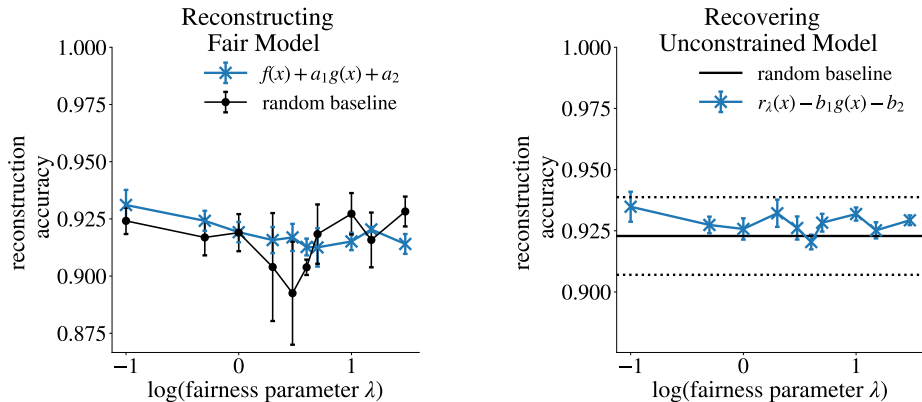 Reconstructing
Fair Model
1.000
0.975
0.950
0.925
0.900
0.875
f(x) + a₁g(x) + a₂
random baseline
reconstruction
accuracy
−1
0
1
log(fairness parameter λ)
Recovering
Unconstrained Model
1.000
0.975
0.950
0.925
0.900
random baseline
r_λ(x) − b₁g(x) − b₂
reconstruction
accuracy
−1
0
1
log(fairness parameter λ)